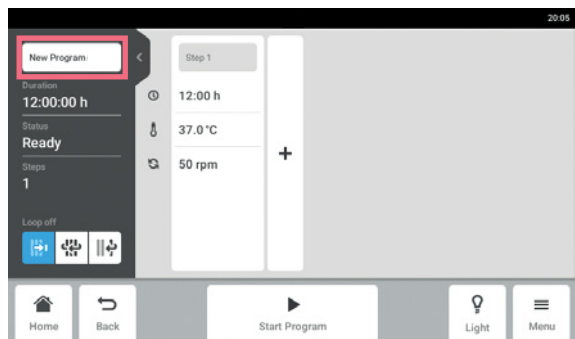 20:05
New Program
Duration
12:00:00 h
Status
Ready
Steps
1
Loop off
Step 1
12:00 h
37.0°C
50 rpm
+
Home
Back
Start Program
Light
Menu